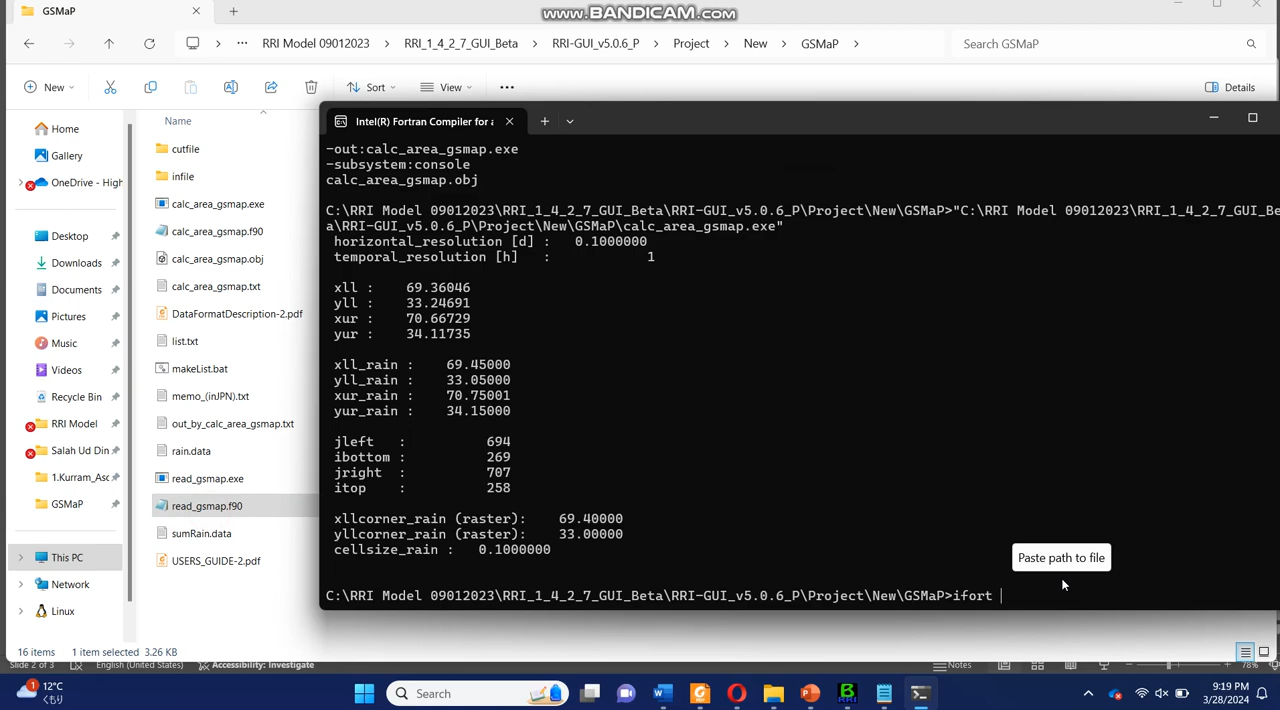 GSMaP
www.BANDICAM.com
RRI Model 09012023 RRI_1_4_2_7_GUI_Beta RRI-GUI_v5.0.6_P Project New GSMaP Search GSMaP
New Sort View Details
Name
Home
Gallery
OneDrive - High
Desktop
Downloads
Documents
Pictures
Music
Videos
Recycle Bin
RRI Model
Salah Ud Din
1.Kurram_Asc
GSMaP
This PC
Network
Linux
cutfile
infile
calc_area_gsmap.exe
calc_area_gsmap.f90
calc_area_gsmap.obj
calc_area_gsmap.txt
DataFormatDescription-2.pdf
list.txt
makeList.bat
memo_(inJPN).txt
out_by_calc_area_gsmap.txt
rain.data
read_gsmap.exe
read_gsmap.f90
sumRain.data
USERS_GUIDE-2.pdf
Intel(R) Fortran Compiler for a
-out:calc_area_gsmap.exe
-subsystem:console
calc_area_gsmap.obj
C:\RRI Model 09012023\RRI_1_4_2_7_GUI_Beta\RRI-GUI_v5.0.6_P\Project\New\GSMaP>"C:\RRI Model 09012023\RRI_1_4_2_7_GUI_Be
a\RRI-GUI_v5.0.6_P\Project\New\GSMaP\calc_area_gsmap.exe"
horizontal_resolution [d] : 0.1000000
temporal_resolution [h] : 1
xll : 69.36046
yll : 33.24691
xur : 70.66729
yur : 34.11735
xll_rain : 69.45000
yll_rain : 33.05000
xur_rain : 70.75001
yur_rain : 34.15000
jleft : 694
ibottom : 269
jright : 707
itop : 258
xllcorner_rain (raster): 69.40000
yllcorner_rain (raster): 33.00000
cellsize_rain : 0.1000000
Paste path to file
C:\RRI Model 09012023\RRI_1_4_2_7_GUI_Beta\RRI-GUI_v5.0.6_P\Project\New\GSMaP>ifort
16 items 1 item selected 3.26 KB
Slide 2 of 3 English (United States) Accessibility: Investigate Notes 78%
1 12°C
くもり
Search
9:19 PM
3/28/2024